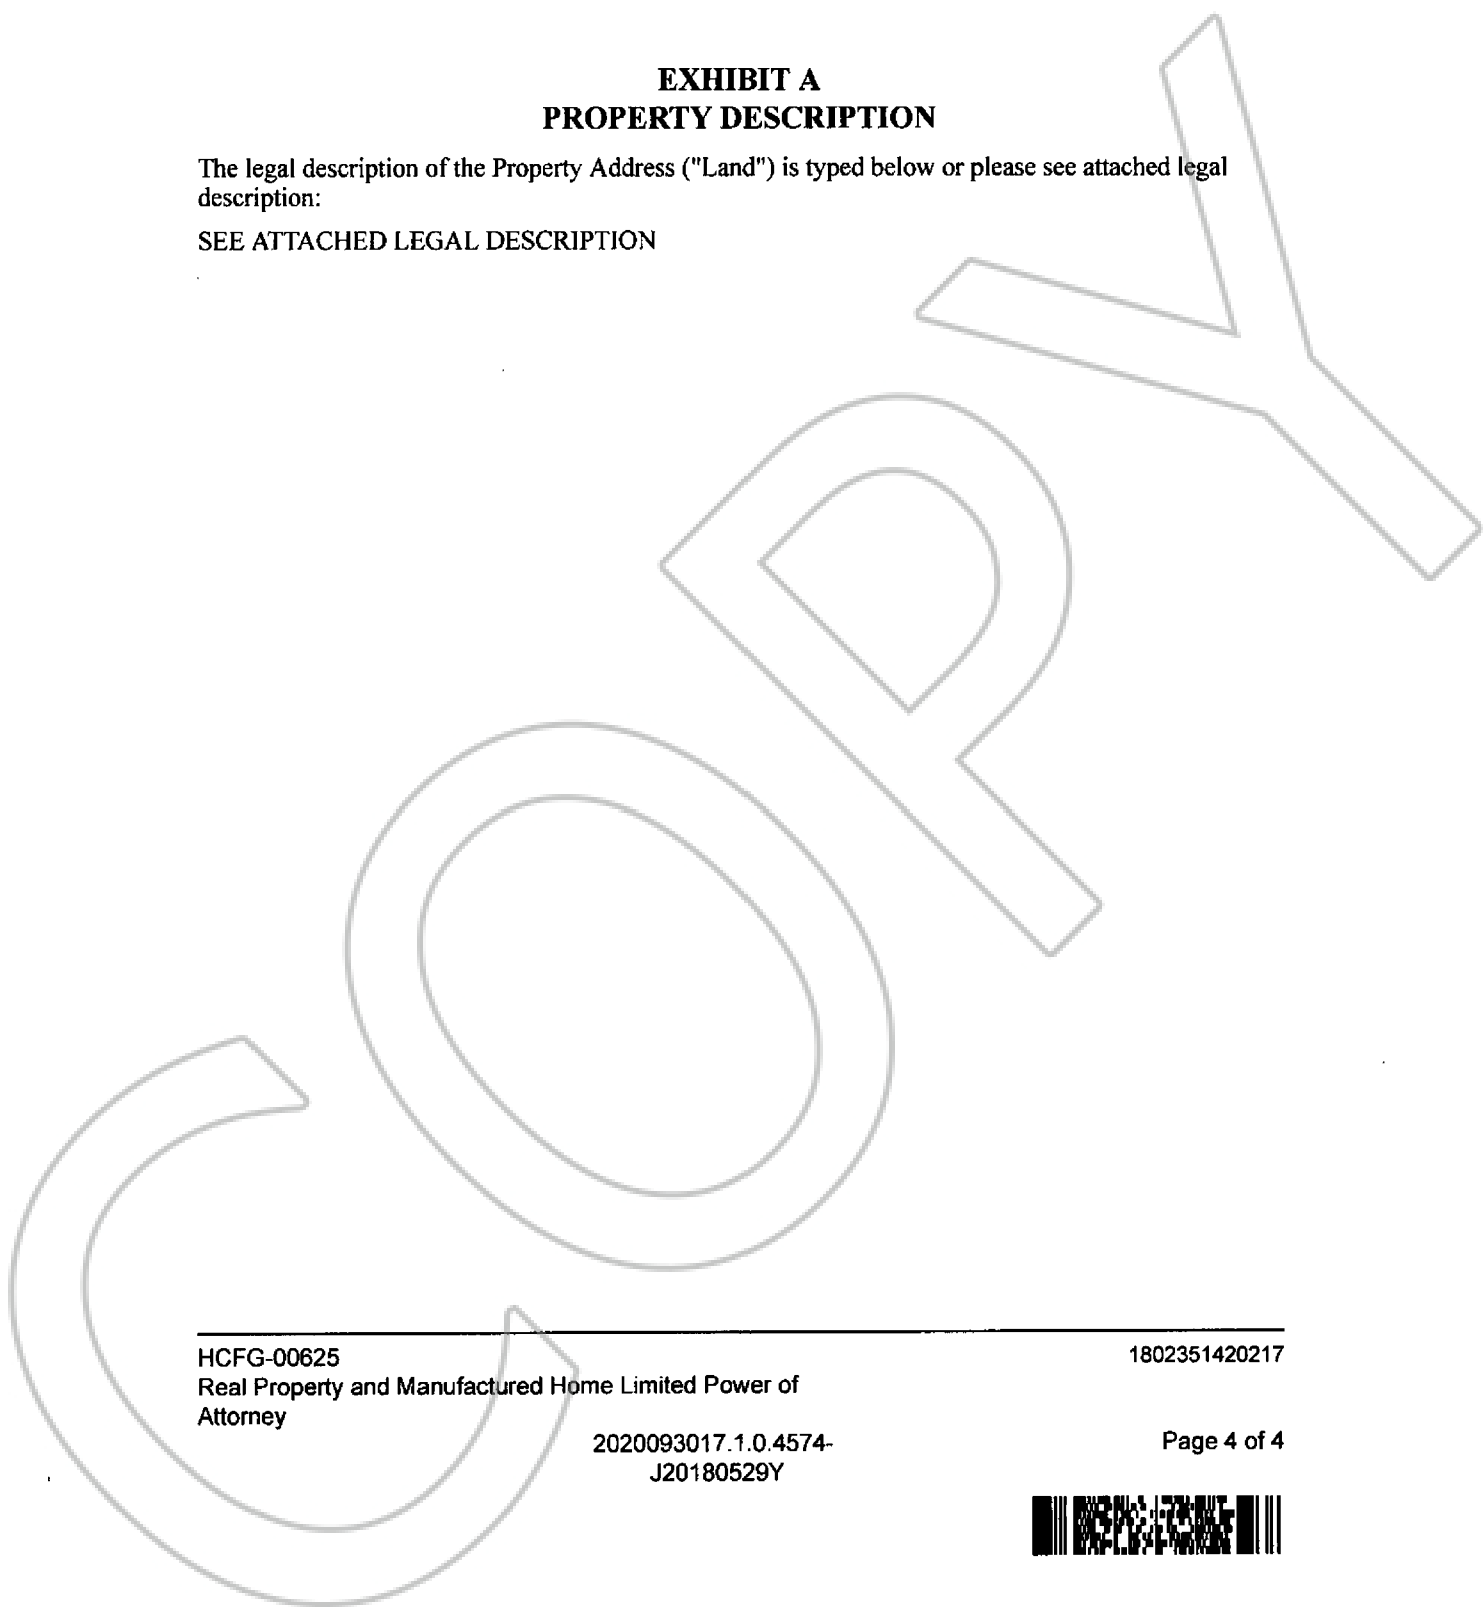 EXHIBIT A
PROPERTY DESCRIPTION
The legal description of the Property Address ("Land") is typed below or please see attached legal
description:
SEE ATTACHED LEGAL DESCRIPTION
COPY
HCFG-00625
1802351420217
Real Property and Manufactured Home Limited Power of
Attorney
2020093017.1.0.4574-
J20180529Y
Page 4 of 4